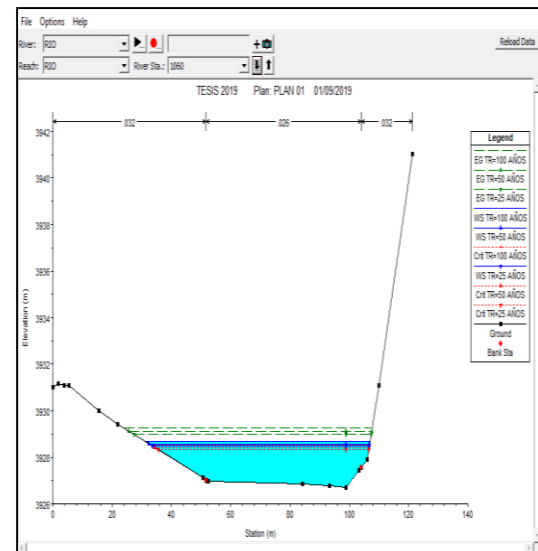 File Options Help
River: RIO
Reload Data
Reach: RIO River Sta.: 1060
TESIS 2019 Plan: PLAN 01 01/09/2019
.032 .026 .032
Legend
EG TR=100 AÑOS
EG TR=50 AÑOS
EG TR=25 AÑOS
WS TR=100 AÑOS
WS TR=50 AÑOS
Crit TR=100 AÑOS
WS TR=25 AÑOS
Crit TR=50 AÑOS
Crit TR=25 AÑOS
Ground
Bank Sta
Elevation (m)
3942
3940
3938
3936
3934
3932
3930
3928
3926
0 20 40 60 80 100 120 140
Station (m)